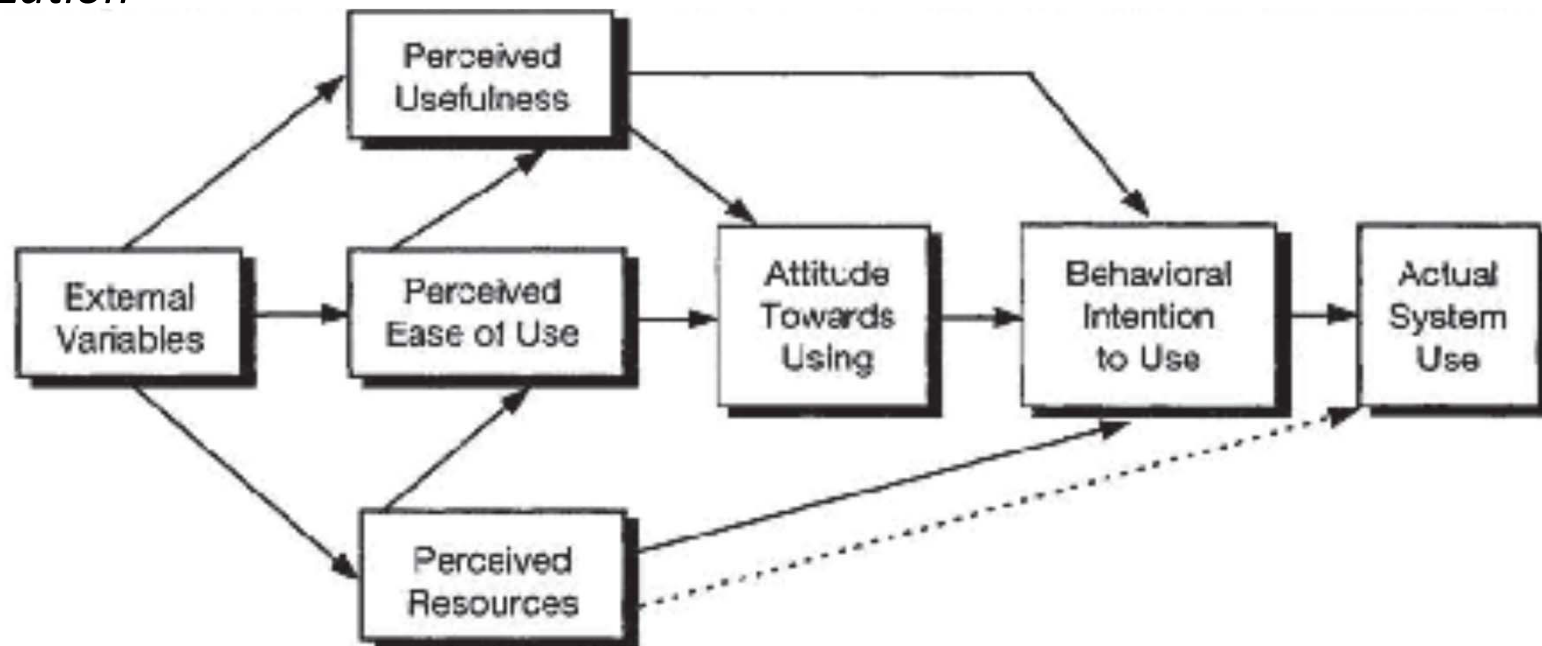 Perceived
Usefulness
External
Variables
Perceived
Ease of Use
Attitude
Towards
Using
Behavioral
Intention
to Use
Actual
System
Use
Perceived
Resources